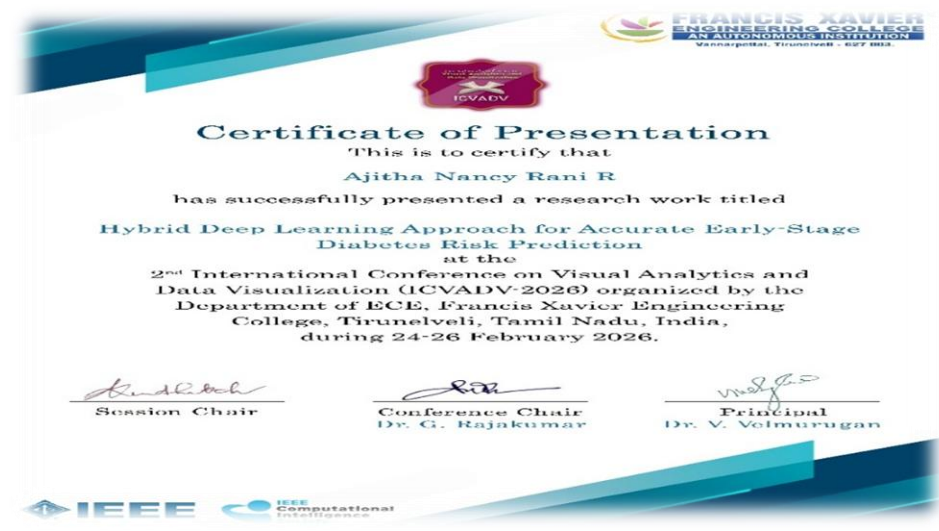 FRANCIS XAVIER
ENGINEERING COLLEGE
AN AUTONOMOUS INSTITUTION
Vannarpettai, Tirunelveli - 627 003.
ICVADV
Certificate of Presentation
This is to certify that
Ajitha Nancy Rani R
has successfully presented a research work titled
Hybrid Deep Learning Approach for Accurate Early-Stage
Diabetes Risk Prediction
at the
2nd International Conference on Visual Analytics and
Data Visualization (ICVADV-2026) organized by the
Department of ECE, Francis Xavier Engineering
College, Tirunelveli, Tamil Nadu, India,
during 24-26 February 2026.
Session Chair
Conference Chair
Principal
Dr. G. Rajakumar
Dr. V. Velmurugan
IEEE
IEEE
Computational
Intelligence